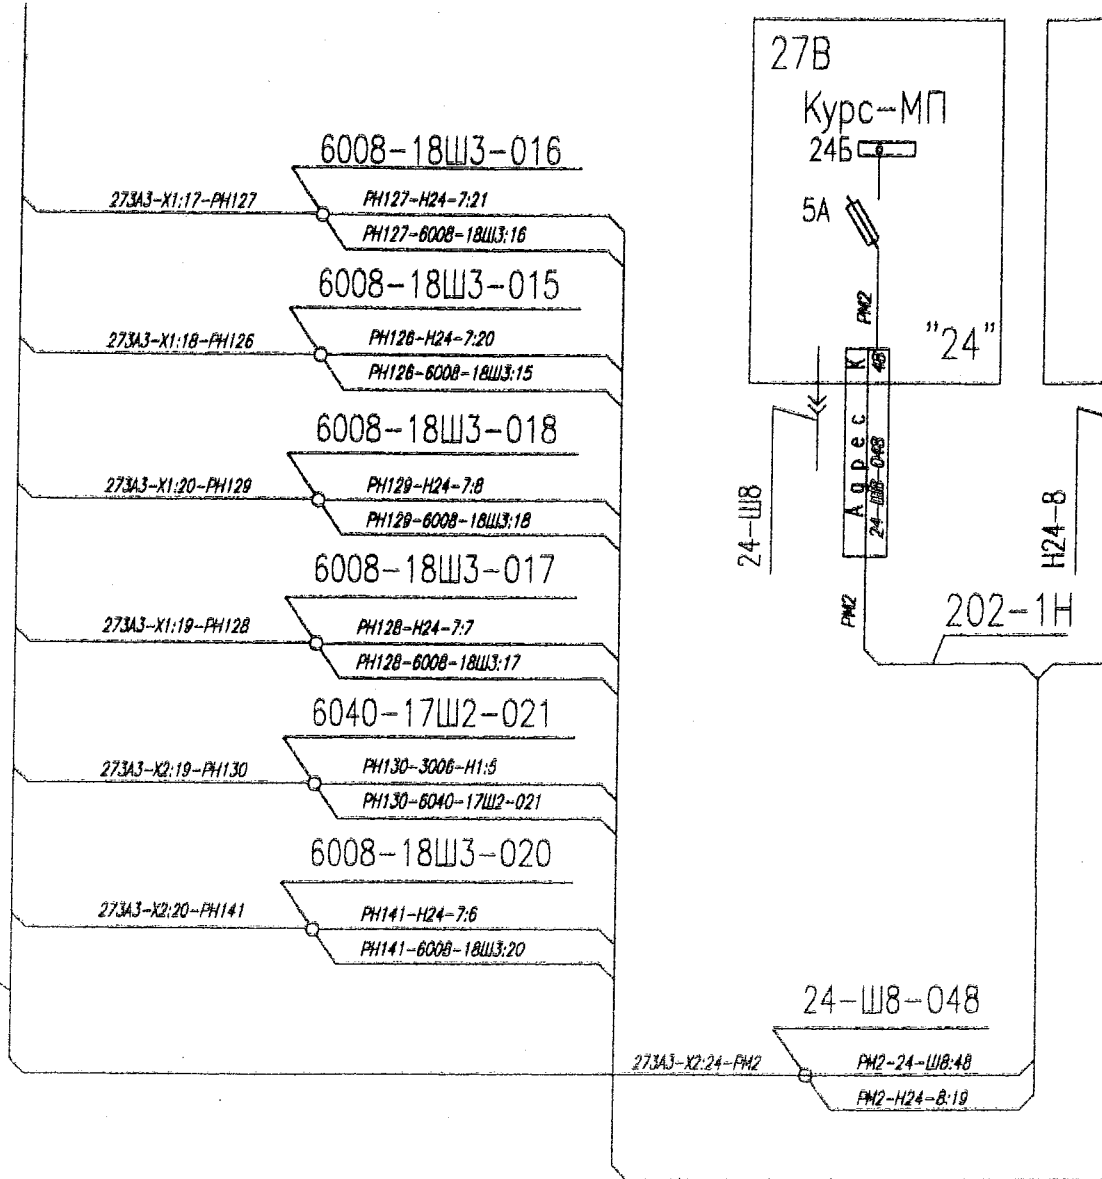 6008-18Ш3-016
273А3-Х1:17-РН127
РН127-Н24-7:21
РН127-6008-18Ш3:16
6008-18Ш3-015
273А3-Х1:18-РН126
РН126-Н24-7:20
РН126-6008-18Ш3:15
6008-18Ш3-018
273А3-Х1:20-РН129
РН129-Н24-7:8
РН129-6008-18Ш3:18
6008-18Ш3-017
273А3-Х1:19-РН128
РН128-Н24-7:7
РН128-6008-18Ш3:17
6040-17Ш2-021
273А3-Х2:19-РН130
РН130-3006-Н1:5
РН130-6040-17Ш2-021
6008-18Ш3-020
273А3-Х2:20-РН141
РН141-Н24-7:6
РН141-6008-18Ш3:20
27В
Курс-МП
24Б 6
5А
РМ2
"24"
К 48
Адрес 24-Ш8-048
24-Ш8
Н24-8
РМ2
202-1Н
24-Ш8-048
273А3-Х2:24-РМ2
РМ2-24-Ш8:48
РМ2-Н24-8:19